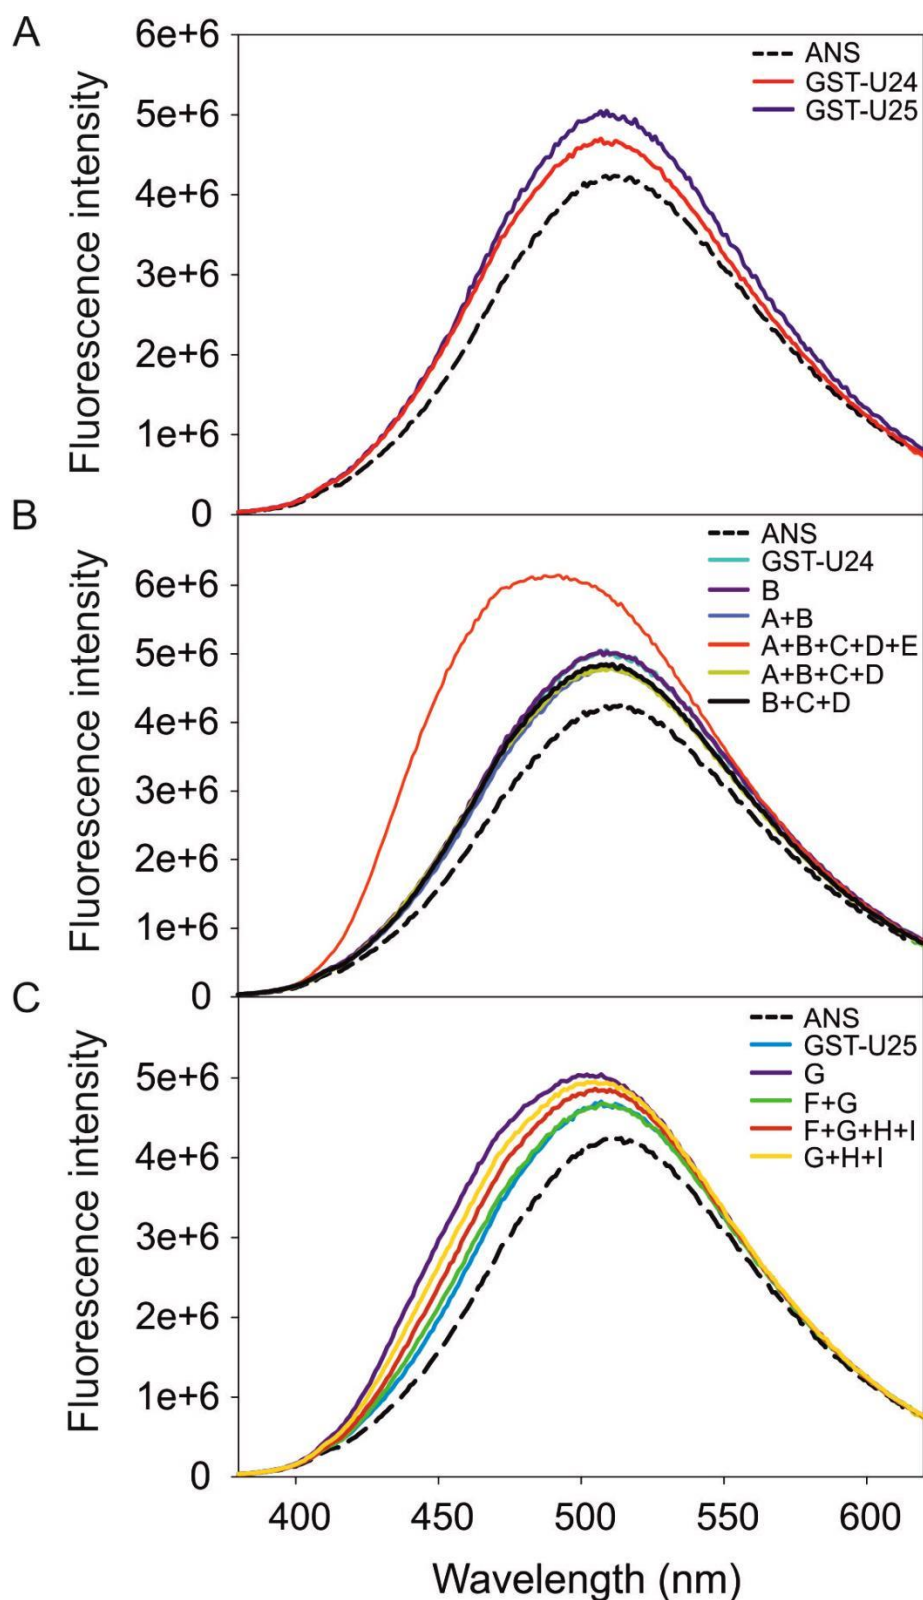 A
Fluorescence intensity
6e+6
5e+6
4e+6
3e+6
2e+6
1e+6
0
ANS
GST-U24
GST-U25
B
Fluorescence intensity
6e+6
5e+6
4e+6
3e+6
2e+6
1e+6
0
ANS
GST-U24
B
A+B
A+B+C+D+E
A+B+C+D
B+C+D
C
Fluorescence intensity
5e+6
4e+6
3e+6
2e+6
1e+6
0
ANS
GST-U25
G
F+G
F+G+H+I
G+H+I
400 450 500 550 600
Wavelength (nm)